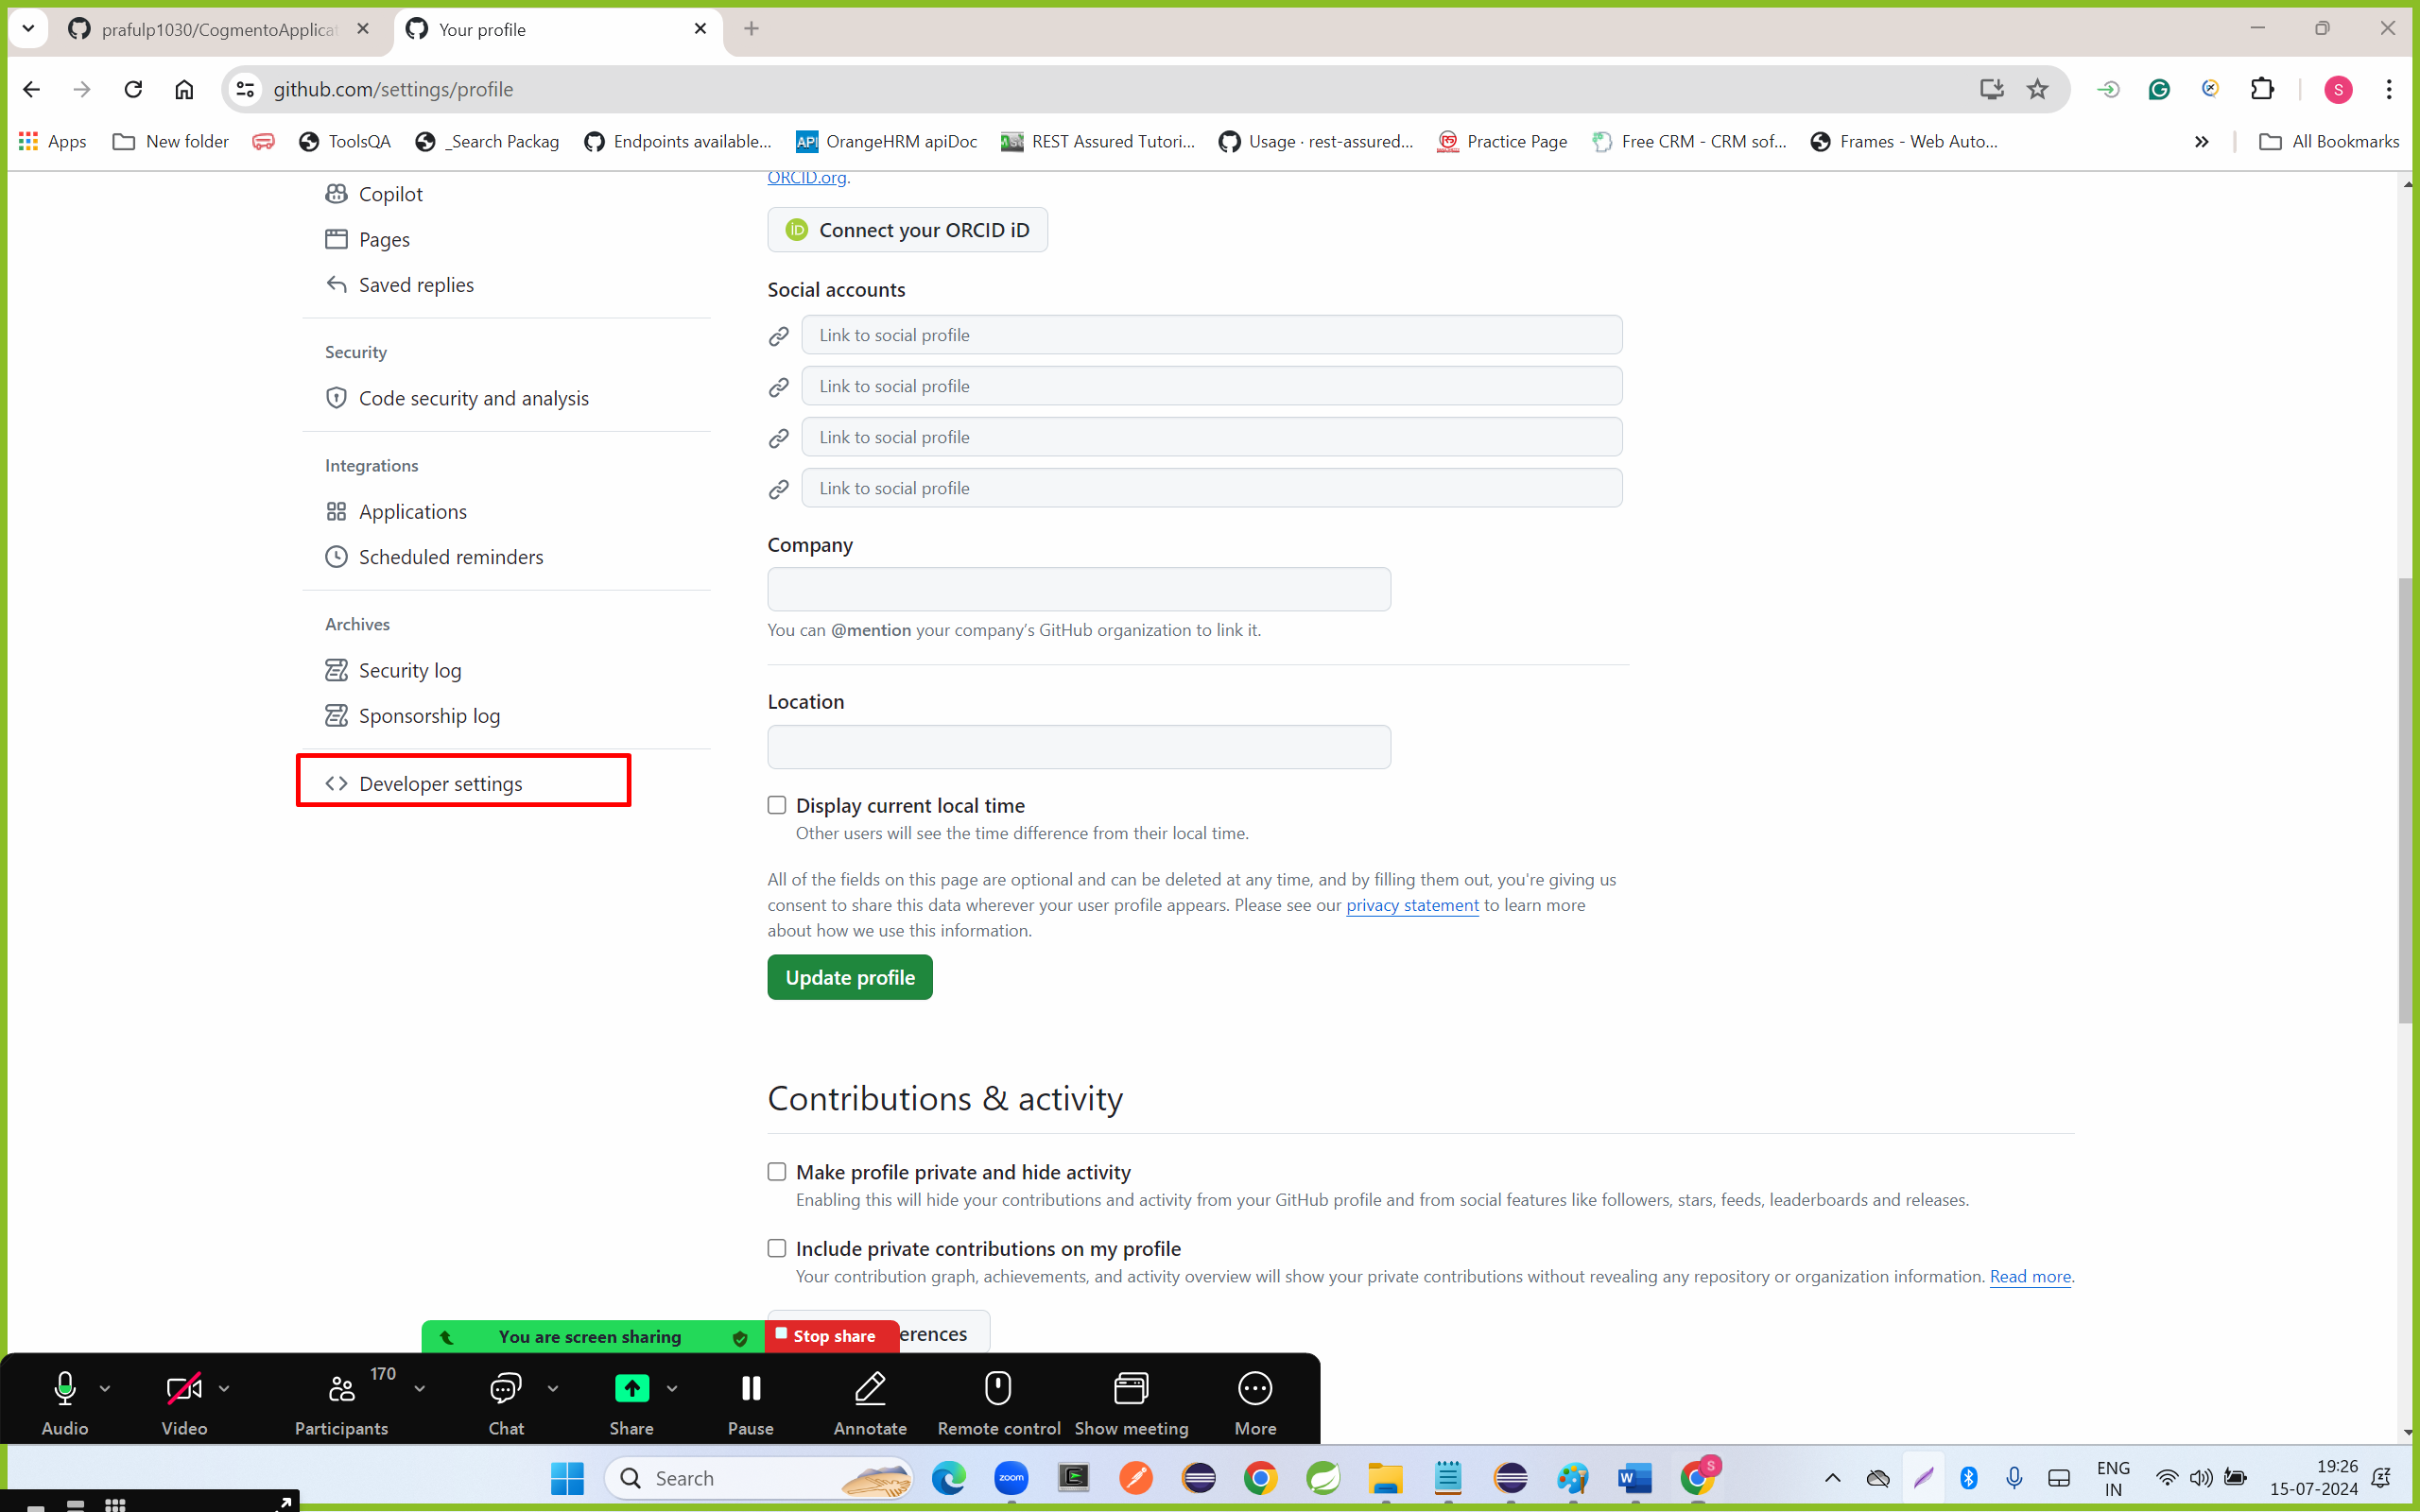 prafulp1030/CogmentoApplicat
Your profile
github.com/settings/profile
S
Apps
New folder
ToolsQA
_Search Packag
Endpoints available...
API
OrangeHRM apiDoc
REST Assured Tutori...
Usage · rest-assured...
Practice Page
Free CRM - CRM sof...
Frames - Web Auto...
All Bookmarks
Copilot
Pages
Saved replies
Security
Code security and analysis
Integrations
Applications
Scheduled reminders
Archives
Security log
Sponsorship log
Developer settings
ORCID.org.
iD Connect your ORCID iD
Social accounts
Link to social profile
Link to social profile
Link to social profile
Link to social profile
Company
You can @mention your company’s GitHub organization to link it.
Location
Display current local time
Other users will see the time difference from their local time.
All of the fields on this page are optional and can be deleted at any time, and by filling them out, you're giving us
consent to share this data wherever your user profile appears. Please see our privacy statement to learn more
about how we use this information.
Update profile
Contributions & activity
Make profile private and hide activity
Enabling this will hide your contributions and activity from your GitHub profile and from social features like followers, stars, feeds, leaderboards and releases.
Include private contributions on my profile
Your contribution graph, achievements, and activity overview will show your private contributions without revealing any repository or organization information. Read more.
erences
You are screen sharing
Stop share
170
Audio
Video
Participants
Chat
Share
Pause
Annotate
Remote control
Show meeting
More
Search
zoom
W
S
ENG
IN
19:26
15-07-2024